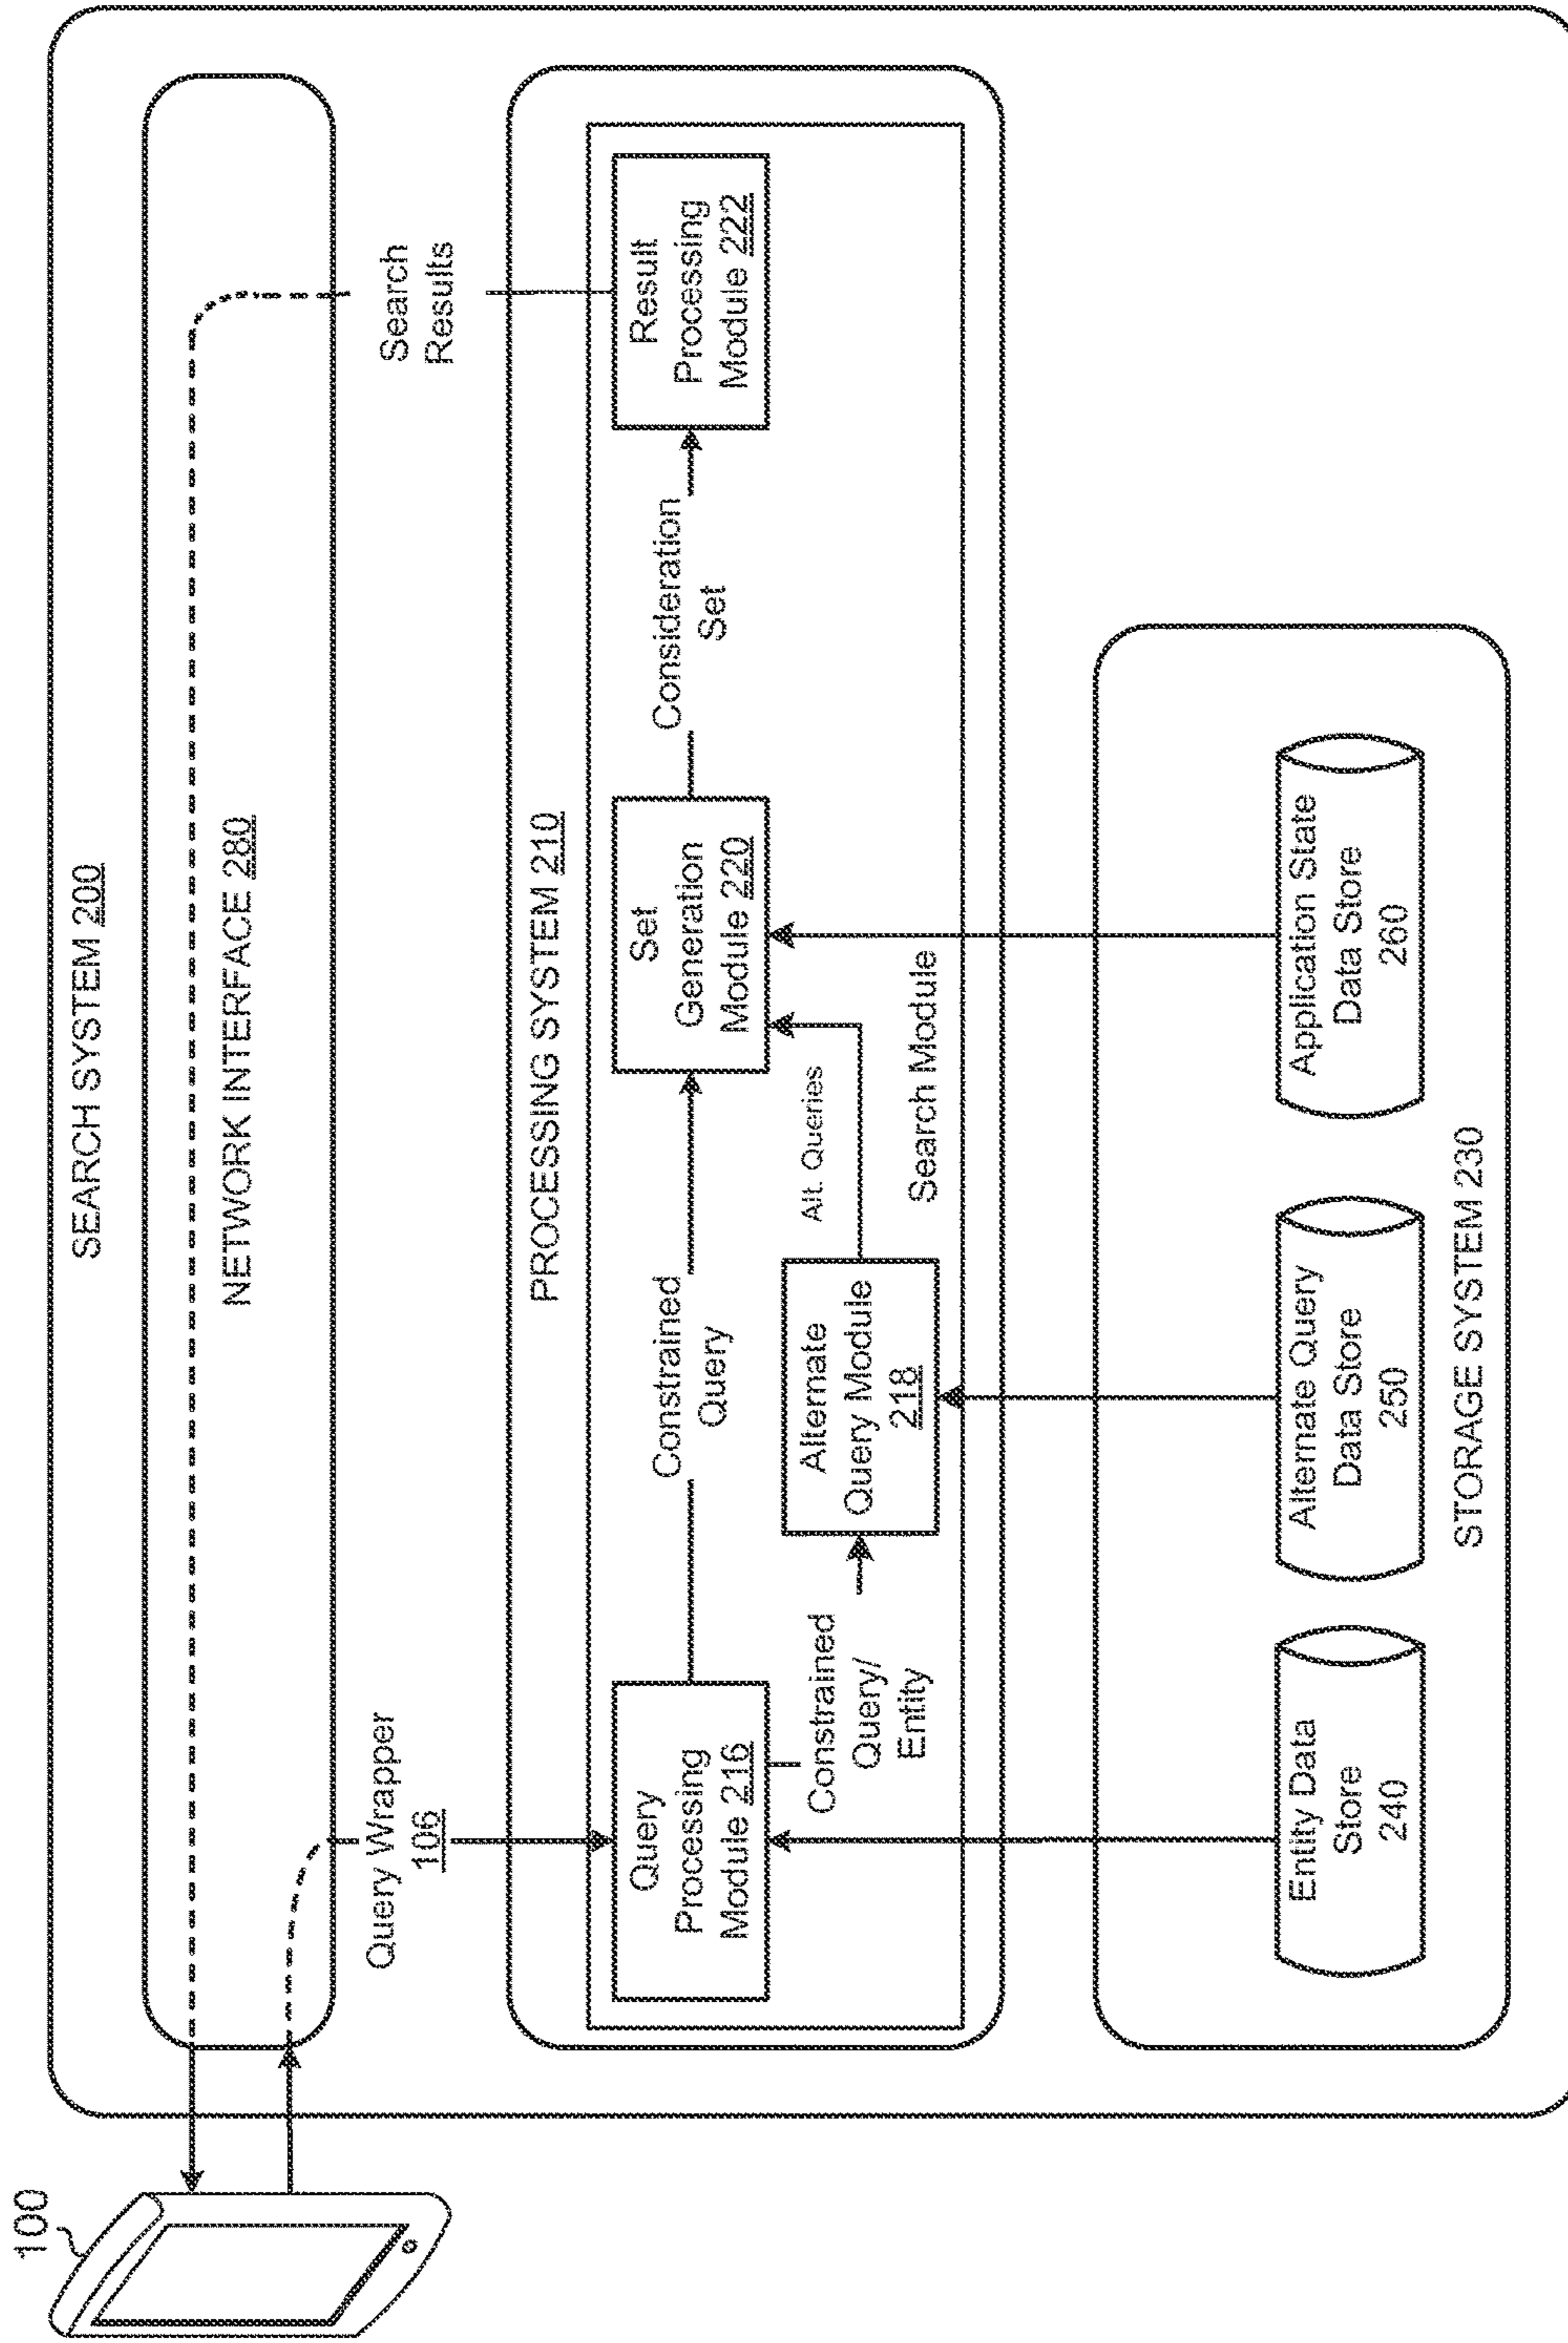 100
SEARCH SYSTEM 200
NETWORK INTERFACE 280
Query Wrapper
106
Search
Results
PROCESSING SYSTEM 210
Query
Processing
Module 216
Constrained
Query
Set
Generation
Module 220
Consideration
Set
Result
Processing
Module 222
Constrained
Query/
Entity
Alternate
Query Module
218
Alt. Queries
Search Module
Entity Data
Store
240
Alternate Query
Data Store
250
Application State
Data Store
260
STORAGE SYSTEM 230